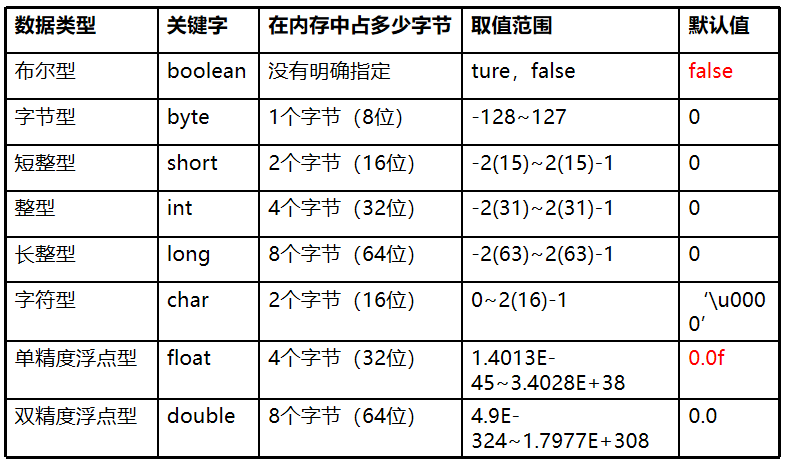 数据类型 关键字 在内存中占多少字节 取值范围 默认值
布尔型 boolean 没有明确指定 ture，false false
字节型 byte 1个字节（8位） -128~127 0
短整型 short 2个字节（16位） -2(15)~2(15)-1 0
整型 int 4个字节（32位） -2(31)~2(31)-1 0
长整型 long 8个字节（64位） -2(63)~2(63)-1 0
字符型 char 2个字节（16位） 0~2(16)-1 ‘\u000
0’
单精度浮点型 float 4个字节（32位） 1.4013E- 0.0f
45~3.4028E+38
双精度浮点型 double 8个字节（64位） 4.9E- 0.0
324~1.7977E+308